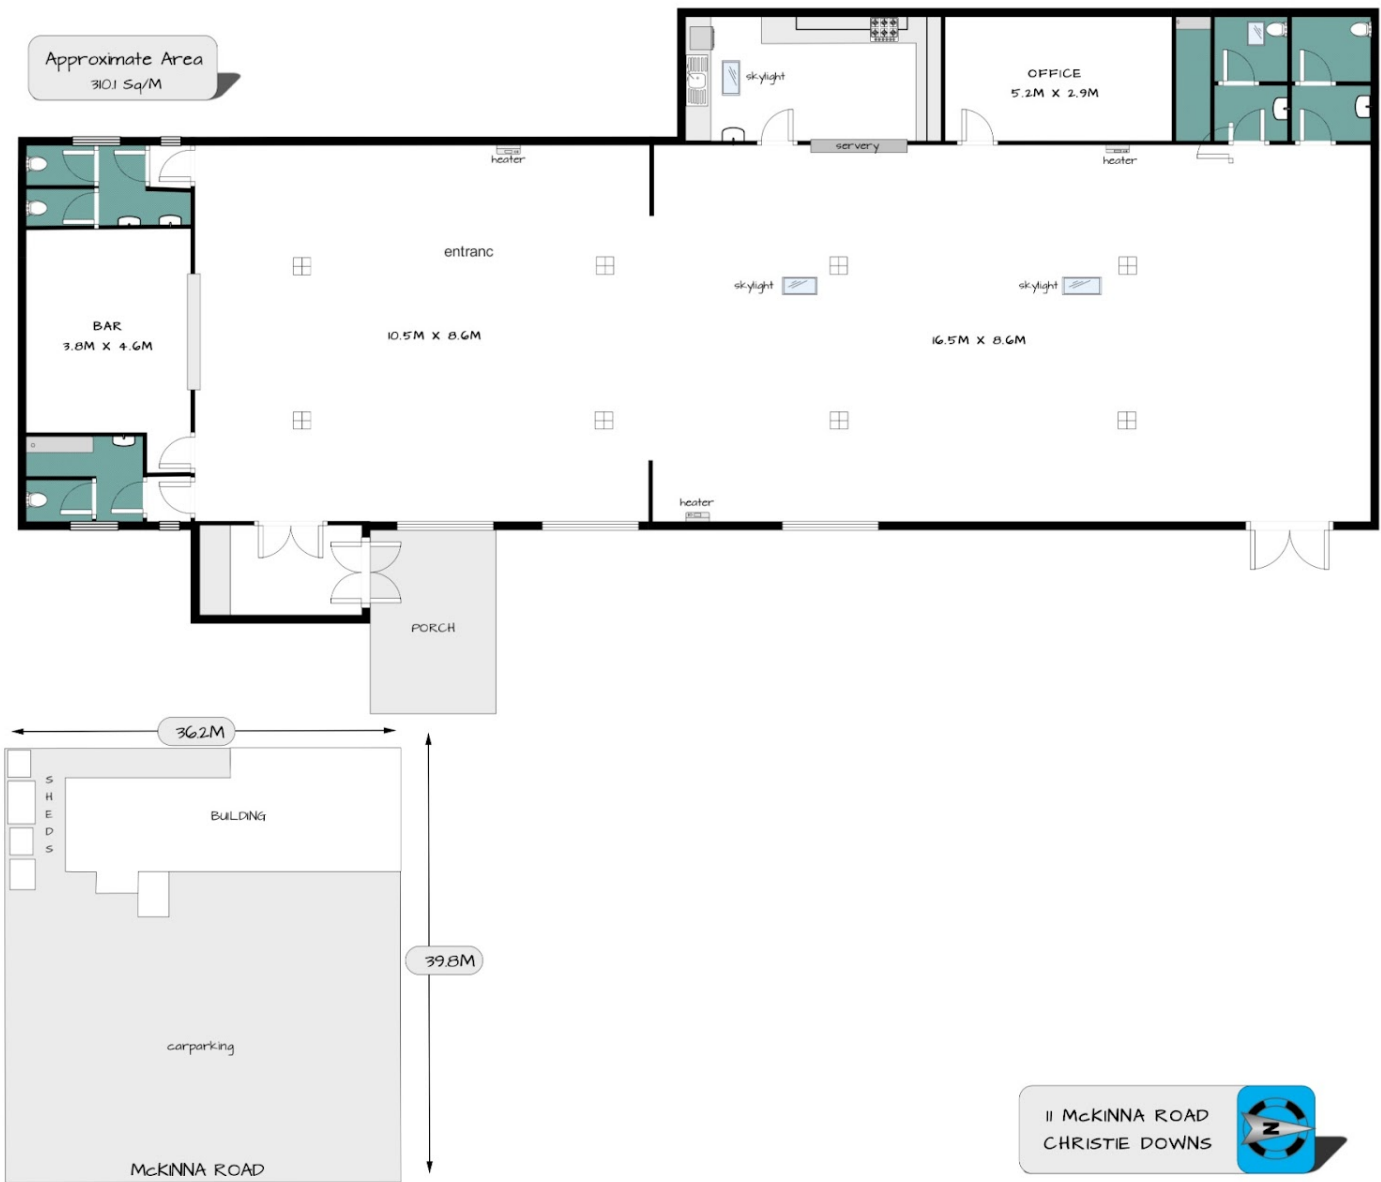 Approximate Area
310.1 Sq/M
skylight
OFFICE
5.2M X 2.9M
servery
heater
heater
entranc
skylight
skylight
BAR
3.8M X 4.6M
10.5M X 8.6M
16.5M X 8.6M
heater
PORCH
36.2M
SHEDS
BUILDING
39.8M
carparking
McKINNA ROAD
11 McKINNA ROAD
CHRISTIE DOWNS
N